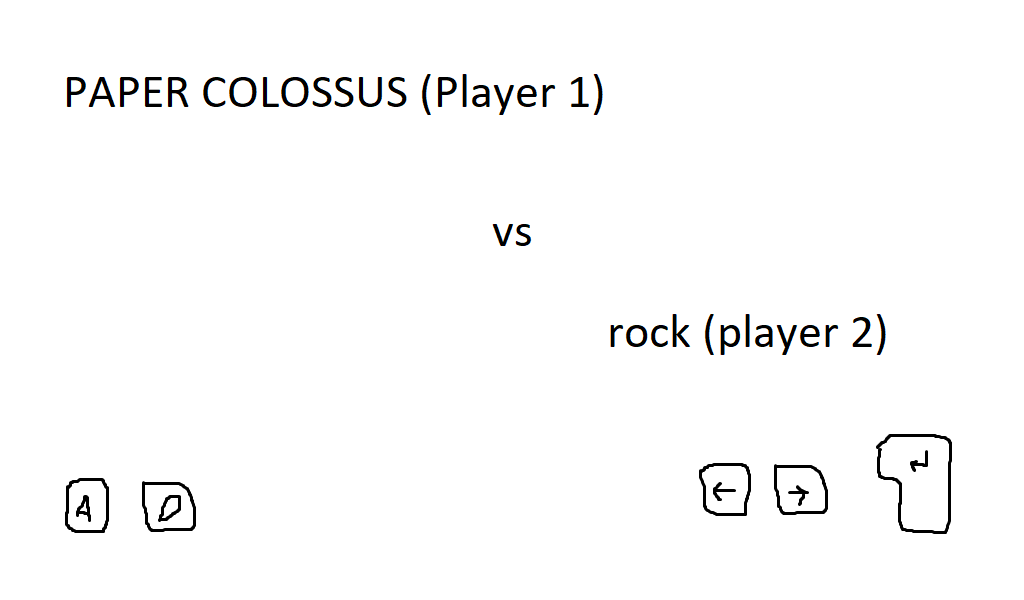 PAPER COLOSSUS (Player 1)
vs
rock (player 2)
A D ← → ↵